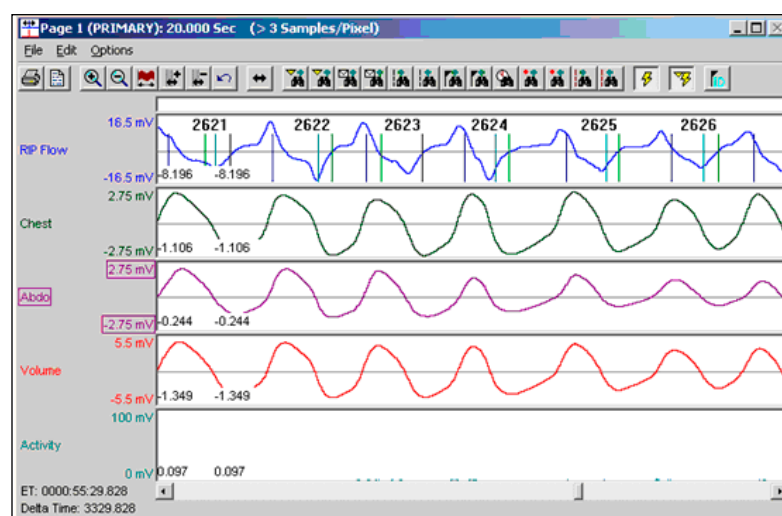 Page 1 (PRIMARY): 20.000 Sec (> 3 Samples/Pixel)
File Edit Options
16.5 mV
2621 2622 2623 2624 2625 2626
RIP Flow
-16.5 mV
-8.196 -8.196
2.75 mV
Chest
-2.75 mV
-1.106 -1.106
2.75 mV
Abdo
-2.75 mV
-0.244 -0.244
5.5 mV
Volume
-5.5 mV
-1.349 -1.349
100 mV
Activity
0 mV
0.097 0.097
ET: 0000:55:29.828
Delta Time: 3329.828